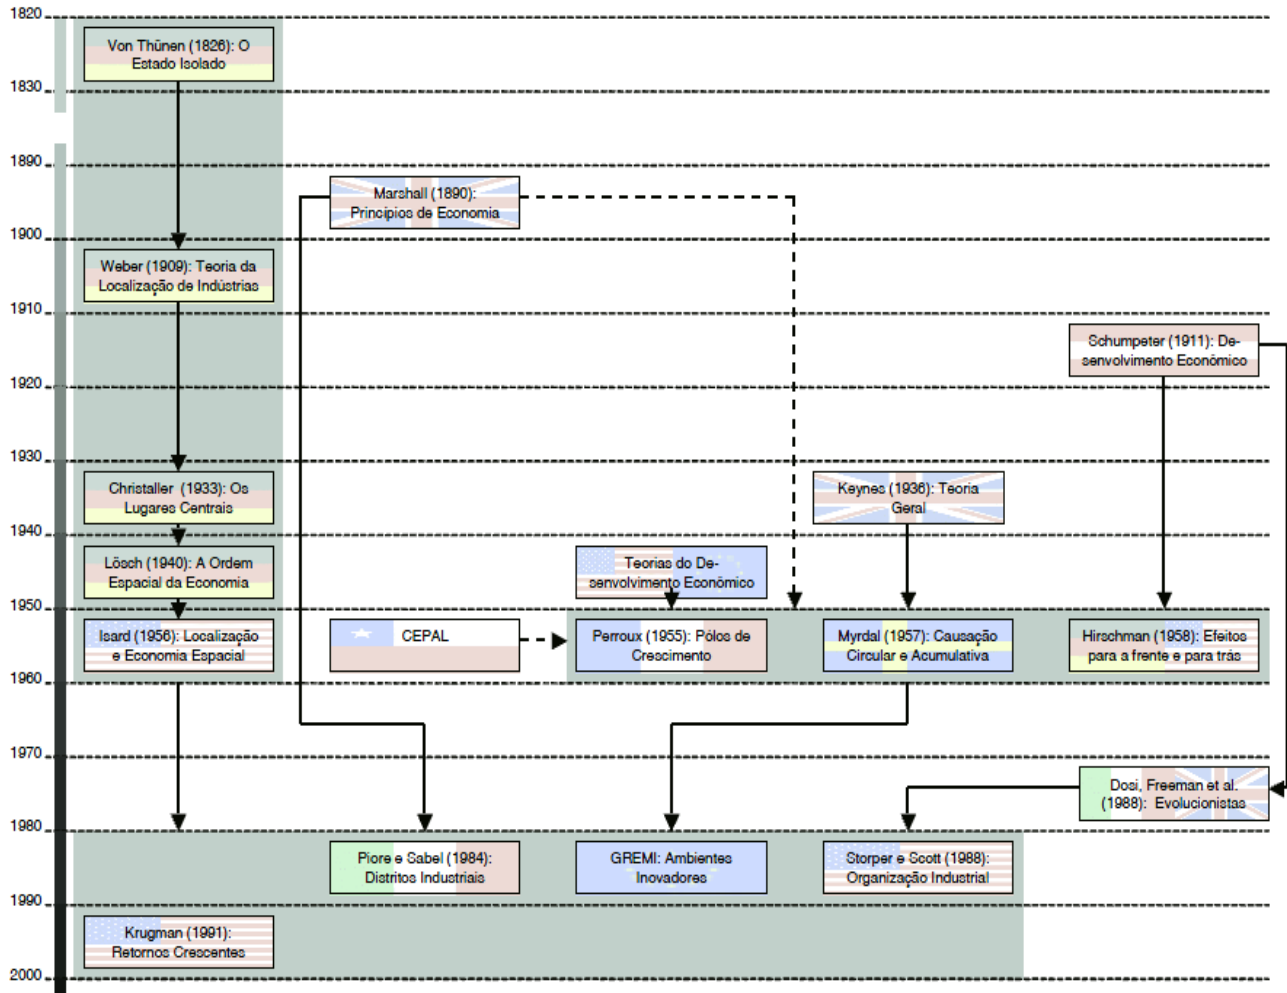 1820
Von Thünen (1826): O
Estado Isolado
1830
1890
Marshall (1890):
Princípios de Economia
1900
Weber (1909): Teoria da
Localização de Indústrias
1910
Schumpeter (1911): De-
senvolvimento Econômico
1920
1930
Christaller (1933): Os
Lugares Centrais
Keynes (1936): Teoria
Geral
1940
Lösch (1940): A Ordem
Espacial da Economia
Teorias do De-
senvolvimento Econômico
1950
Isard (1956): Localização
e Economia Espacial
CEPAL
Perroux (1955): Pólos de
Crescimento
Myrdal (1957): Causação
Circular e Acumulativa
Hirschman (1958): Efeitos
para a frente e para trás
1960
1970
Dosi, Freeman et al.
(1988): Evolucionistas
1980
Piore e Sabel (1984):
Distritos Industriais
GREMI: Ambientes
Inovadores
Storper e Scott (1988):
Organização Industrial
1990
Krugman (1991):
Retornos Crescentes
2000